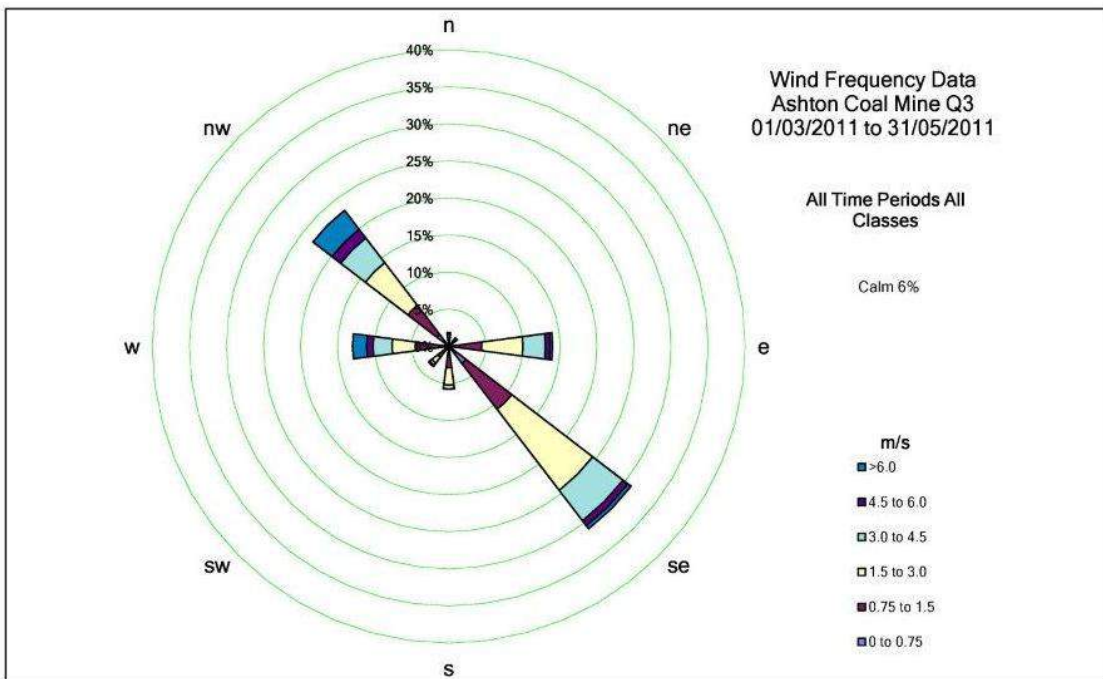 n
40%
35%
30%
25%
20%
15%
10%
5%
0%
nw
ne
w
e
sw
se
s
Wind Frequency Data
Ashton Coal Mine Q3
01/03/2011 to 31/05/2011
All Time Periods All
Classes
Calm 6%
m/s
>6.0
4.5 to 6.0
3.0 to 4.5
1.5 to 3.0
0.75 to 1.5
0 to 0.75